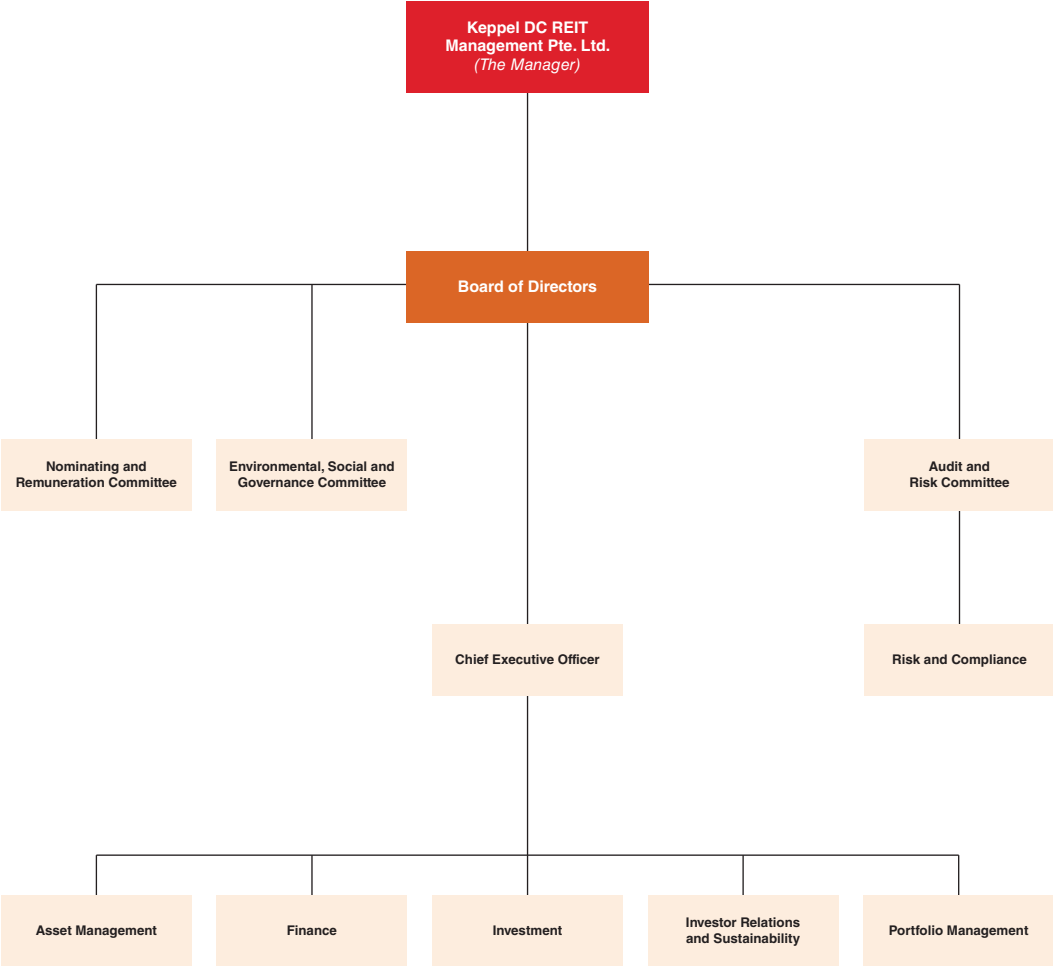 Keppel DC REIT
Management Pte. Ltd.
(The Manager)
Board of Directors
Nominating and
Remuneration Committee
Environmental, Social and
Governance Committee
Audit and
Risk Committee
Chief Executive Officer
Risk and Compliance
Asset Management
Finance
Investment
Investor Relations
and Sustainability
Portfolio Management